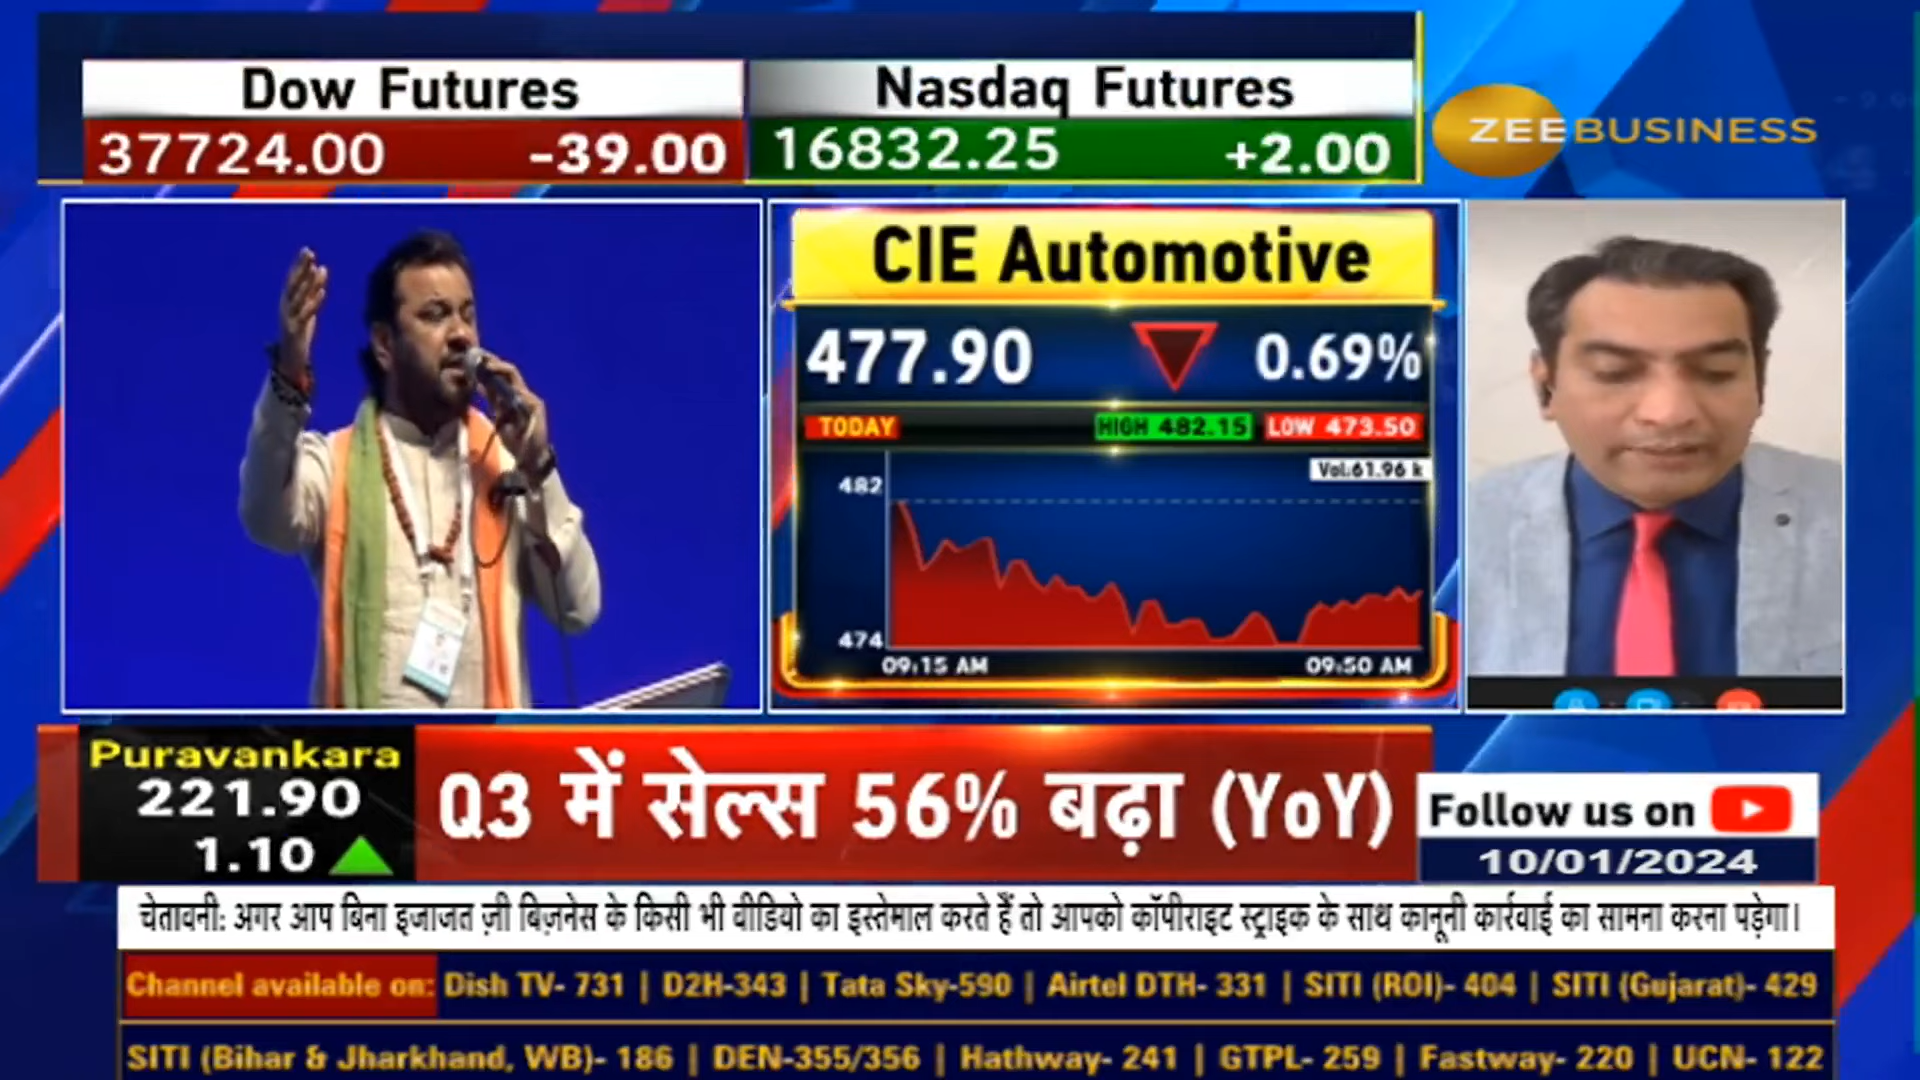 Dow Futures
37724.00 -39.00
Nasdaq Futures
16832.25 +2.00
ZEEBUSINESS
CIE Automotive
477.90 0.69%
TODAY HIGH 482.15 LOW 473.50
Vol:61.96 k
482
474
09:15 AM 09:50 AM
Puravankara
221.90
1.10
Q3 में सेल्स 56% बढ़ा (YoY)
Follow us on
10/01/2024
चेतावनी: अगर आप बिना इजाजत ज़ी बिज़नेस के किसी भी वीडियो का इस्तेमाल करते हैं तो आपको कॉपीराइट स्ट्राइक के साथ कानूनी कार्रवाई का सामना करना पड़ेगा।
Channel available on: Dish TV- 731 | D2H-343 | Tata Sky-590 | Airtel DTH- 331 | SITI (ROI)- 404 | SITI (Gujarat)- 429
SITI (Bihar & Jharkhand, WB)- 186 | DEN-355/356 | Hathway- 241 | GTPL- 259 | Fastway- 220 | UCN- 122